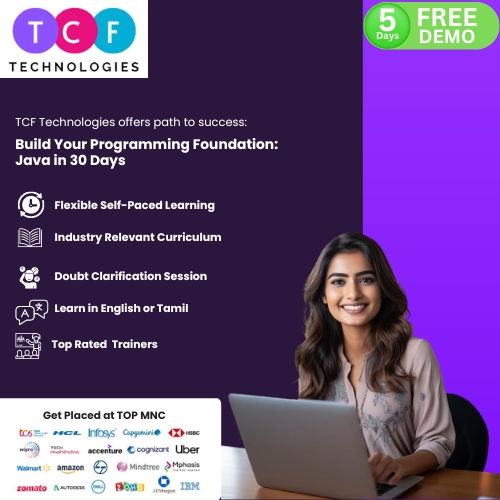 TCF
TECHNOLOGIES
5 Days
FREE DEMO
TCF Technologies offers path to success:
Build Your Programming Foundation:
Java in 30 Days
Flexible Self-Paced Learning
Industry Relevant Curriculum
Doubt Clarification Session
Learn in English or Tamil
Top Rated Trainers
Get Placed at TOP MNC
tcs HCL Infosys Capgemini HSBC
wipro TECH mahindra accenture cognizant Uber
Walmart amazon Mindtree Mphasis
zomato AUTODESK DELL ZOHO J.P.Morgan IBM